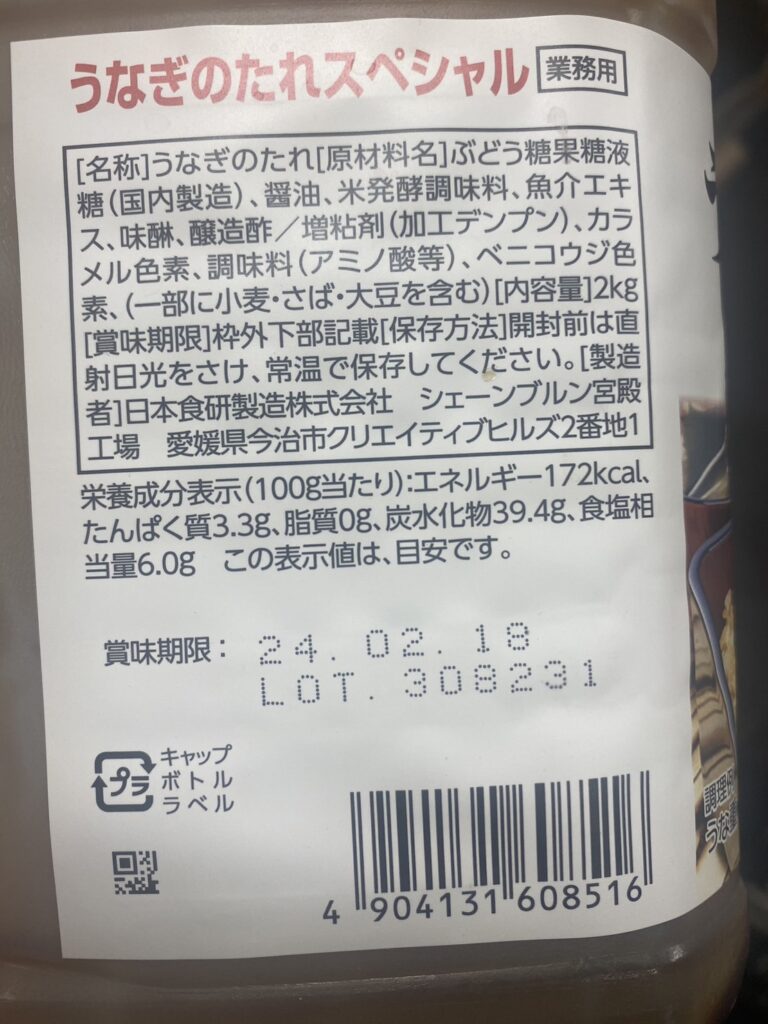 うなぎのたれスペシャル 業務用
[名称]うなぎのたれ[原材料名]ぶどう糖果糖液
糖(国内製造)、醤油、米発酵調味料、魚介エキ
ス、味醂、醸造酢／増粘剤(加工デンプン)、カラ
メル色素、調味料(アミノ酸等)、ベニコウジ色
素、(一部に小麦・さば・大豆を含む)[内容量]2kg
[賞味期限]枠外下部記載[保存方法]開封前は直
射日光をさけ、常温で保存してください。[製造
者]日本食研製造株式会社　シェーンブルン宮殿
工場　愛媛県今治市クリエイティブヒルズ2番地1
栄養成分表示(100g当たり):エネルギー172kcal、
たんぱく質3.3g、脂質0g、炭水化物39.4g、食塩相
当量6.0g　この表示値は、目安です。
賞味期限: 24.02.18
LOT.308231
プラ
キャップ
ボトル
ラベル
4 904131 608516
調理例
うな重